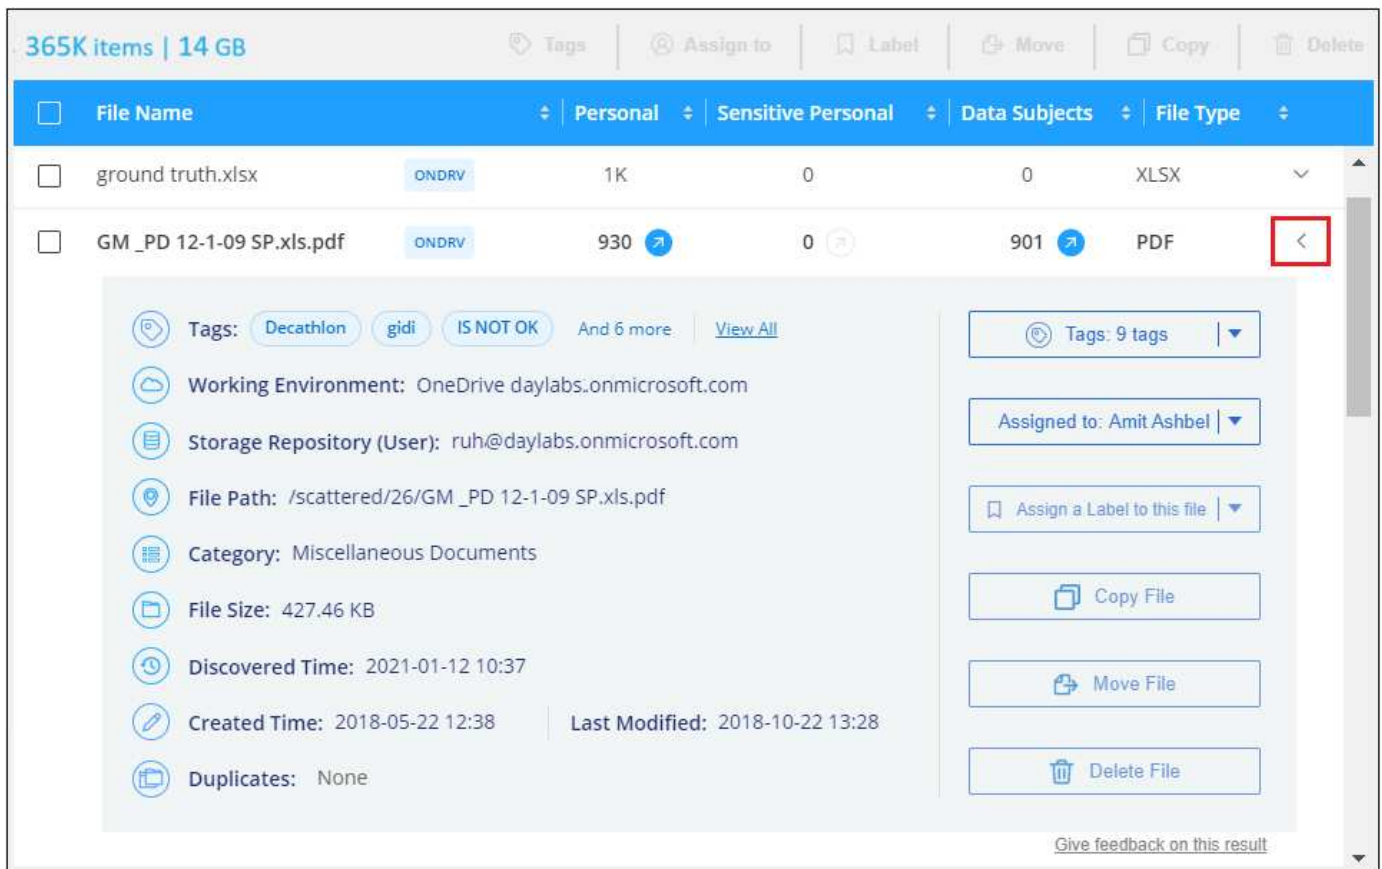 365K items | 14 GB Tags Assign to Label Move Copy Delete
File Name Personal Sensitive Personal Data Subjects File Type
ground truth.xlsx ONDRV 1K 0 0 XLSX
GM _PD 12-1-09 SP.xls.pdf ONDRV 930 0 901 PDF
Tags: Decathlon gidi IS NOT OK And 6 more View All
Tags: 9 tags
Working Environment: OneDrive daylabs.onmicrosoft.com
Assigned to: Amit Ashbel
Storage Repository (User): ruh@daylabs.onmicrosoft.com
File Path: /scattered/26/GM _PD 12-1-09 SP.xls.pdf
Assign a Label to this file
Category: Miscellaneous Documents
Copy File
File Size: 427.46 KB
Discovered Time: 2021-01-12 10:37
Move File
Created Time: 2018-05-22 12:38 Last Modified: 2018-10-22 13:28
Delete File
Duplicates: None
Give feedback on this result